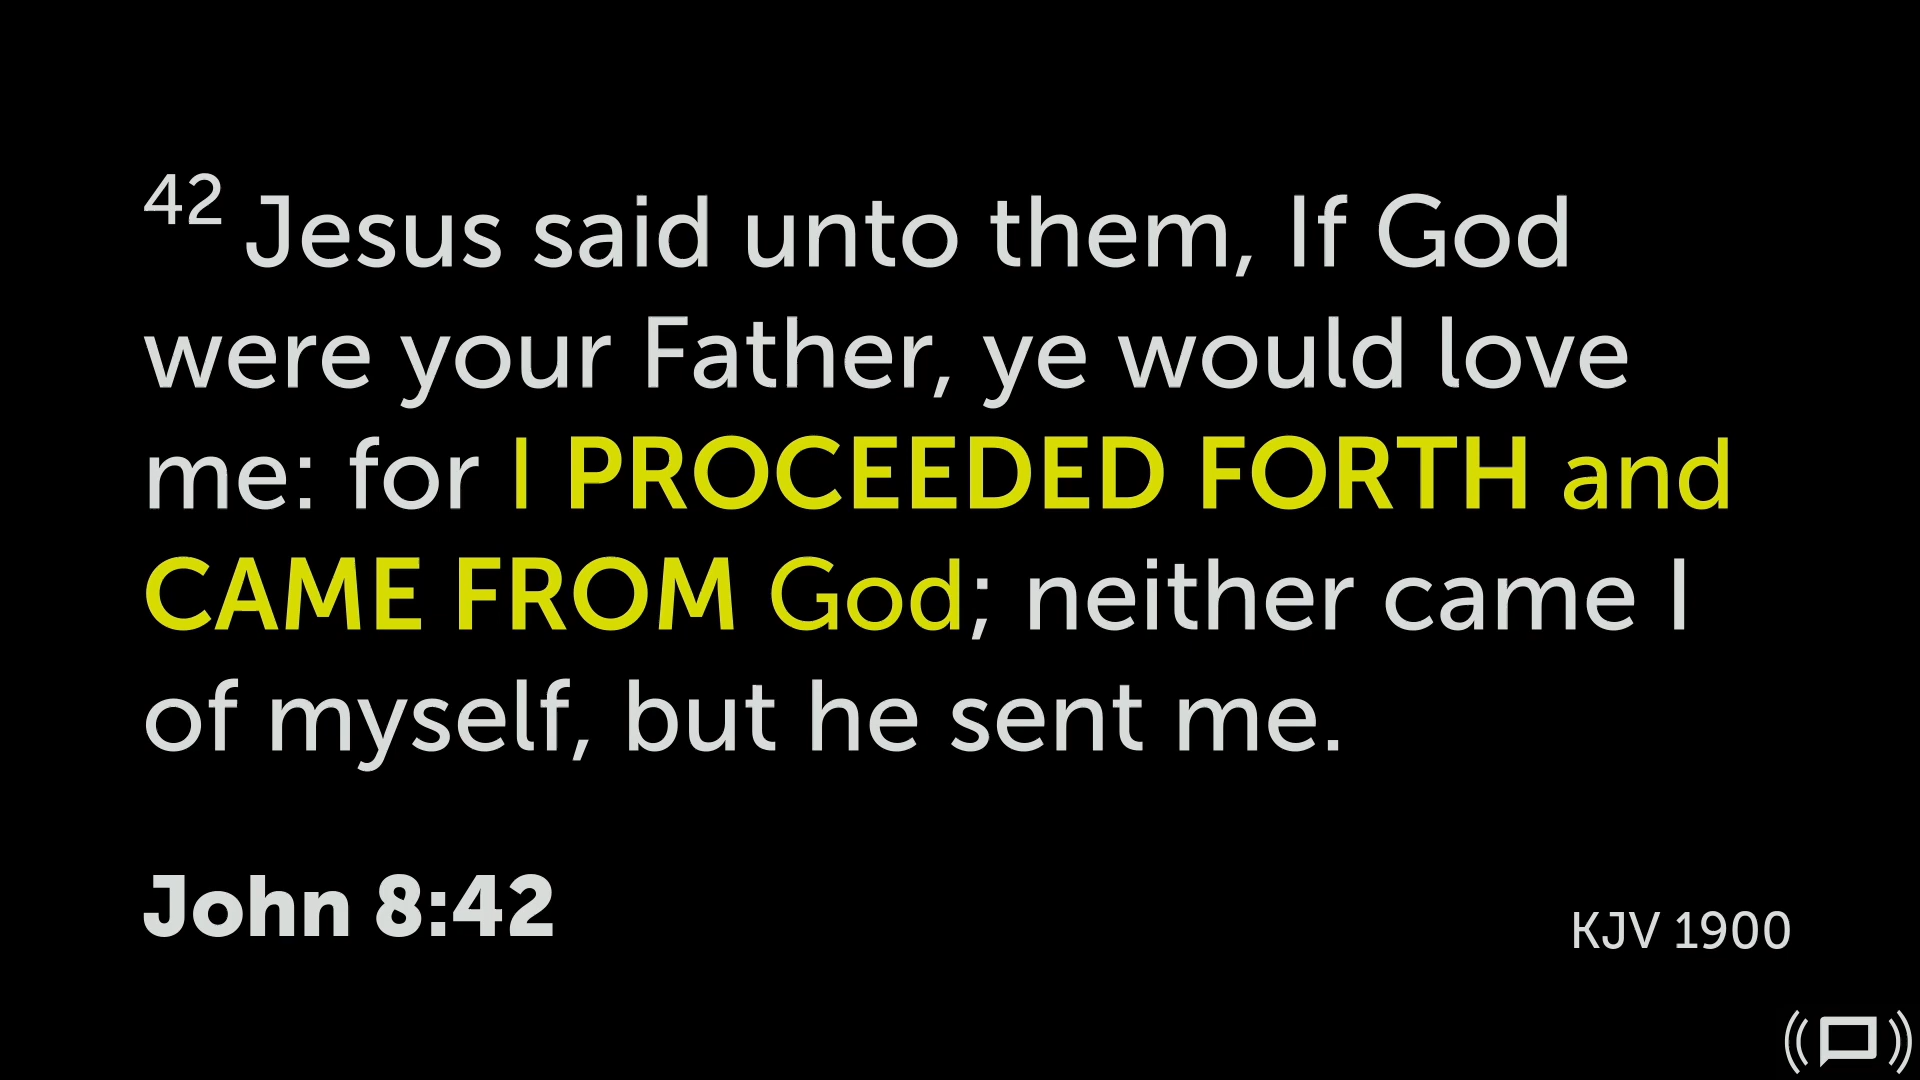 42 Jesus said unto them, If God
were your Father, ye would love
me: for I PROCEEDED FORTH and
CAME FROM God; neither came I
of myself, but he sent me.
John 8:42
KJV 1900